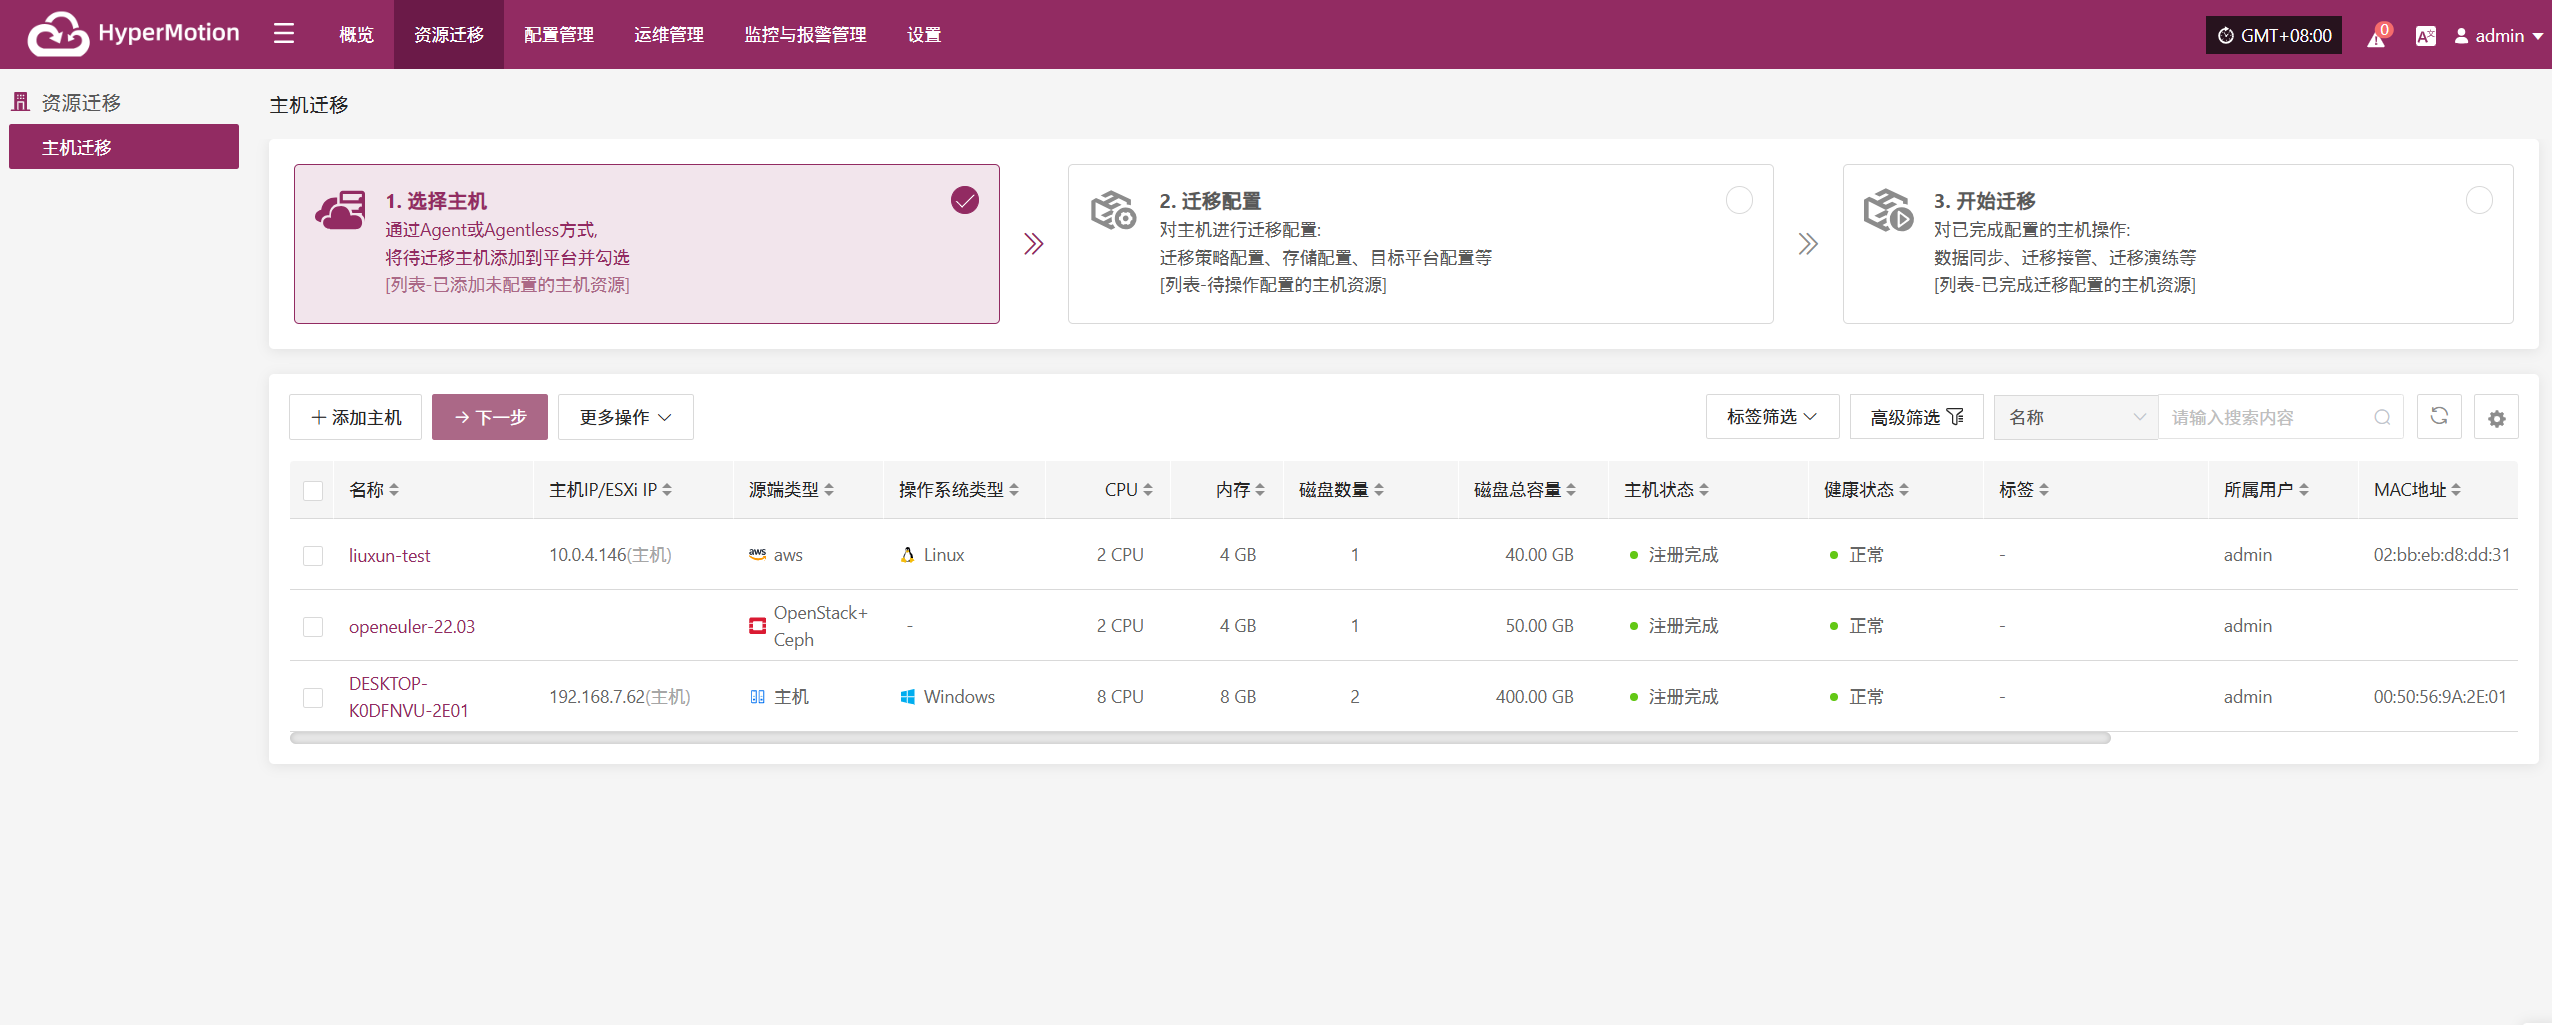 HyperMotion
概览
资源迁移
配置管理
运维管理
监控与报警管理
设置
GMT+08:00
0
admin
资源迁移
主机迁移
主机迁移
1. 选择主机
通过Agent或Agentless方式,
将待迁移主机添加到平台并勾选
[列表-已添加未配置的主机资源]
2. 迁移配置
对主机进行迁移配置:
迁移策略配置、存储配置、目标平台配置等
[列表-待操作配置的主机资源]
3. 开始迁移
对已完成配置的主机操作:
数据同步、迁移接管、迁移演练等
[列表-已完成迁移配置的主机资源]
添加主机
下一步
更多操作
标签筛选
高级筛选
名称
请输入搜索内容
名称 主机IP/ESXi IP 源端类型 操作系统类型 CPU 内存 磁盘数量 磁盘总容量 主机状态 健康状态 标签 所属用户 MAC地址
liuxun-test 10.0.4.146(主机) aws aws Linux 2 CPU 4 GB 1 40.00 GB 注册完成 正常 - admin 02:bb:eb:d8:dd:31
openeuler-22.03 OpenStack+
Ceph - 2 CPU 4 GB 1 50.00 GB 注册完成 正常 - admin
DESKTOP-
K0DFNVU-2E01 192.168.7.62(主机) 主机 Windows 8 CPU 8 GB 2 400.00 GB 注册完成 正常 - admin 00:50:56:9A:2E:01